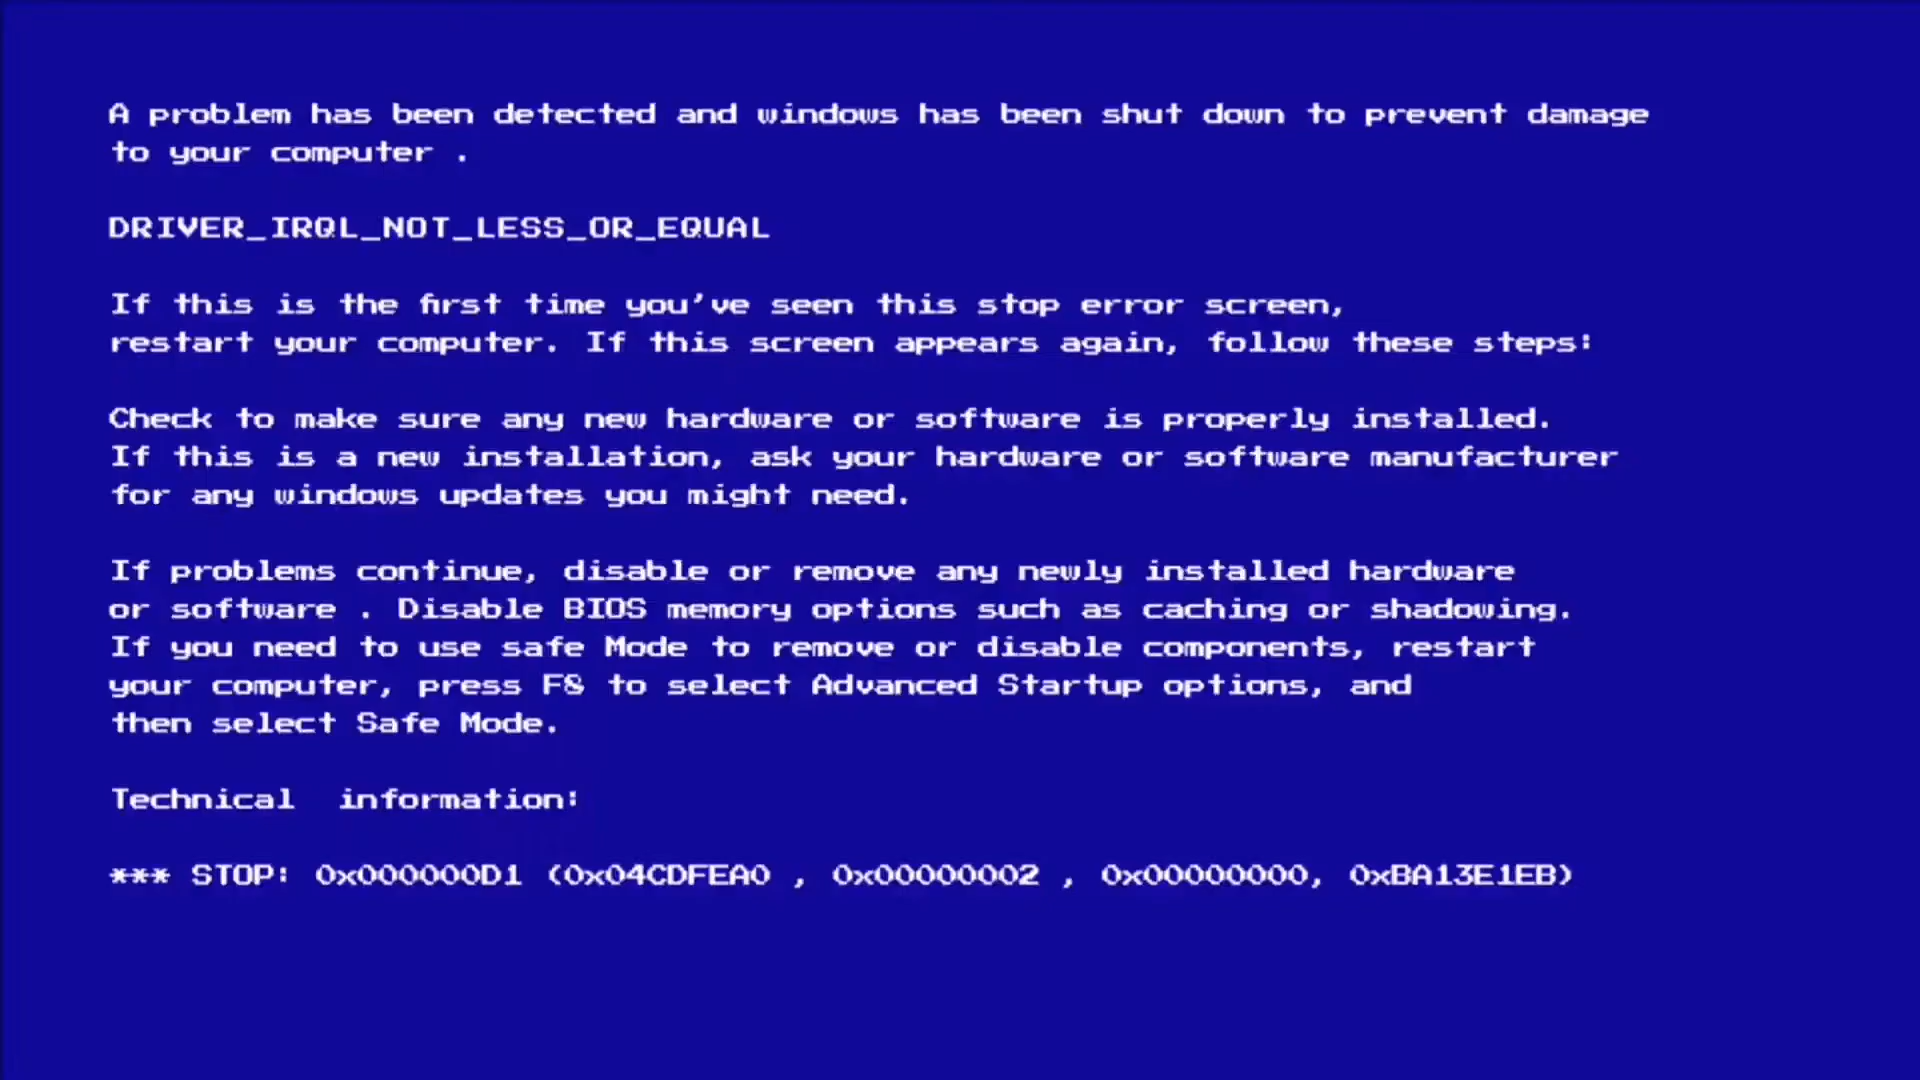 A problem has been detected and windows has been shut down to prevent damage
to your computer .
DRIVER_IRQL_NOT_LESS_OR_EQUAL
If this is the first time you've seen this stop error screen,
restart your computer. If this screen appears again, follow these steps:
Check to make sure any new hardware or software is properly installed.
If this is a new installation, ask your hardware or software manufacturer
for any windows updates you might need.
If problems continue, disable or remove any newly installed hardware
or software . Disable BIOS memory options such as caching or shadowing.
If you need to use safe Mode to remove or disable components, restart
your computer, press F& to select Advanced Startup options, and
then select Safe Mode.
Technical  information:
*** STOP: 0x000000D1 (0x04CDFEA0 , 0x00000002 , 0x00000000, 0xBA13E1EB)